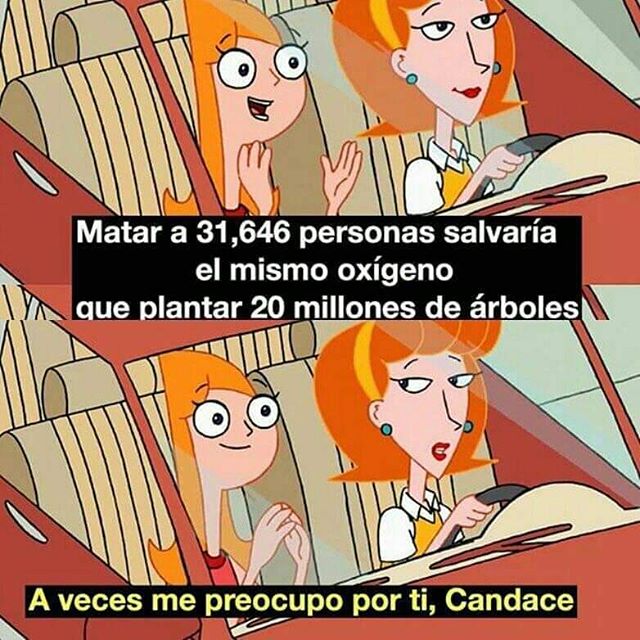 Matar a 31,646 personas salvaría
el mismo oxígeno
que plantar 20 millones de árboles
A veces me preocupo por ti, Candace